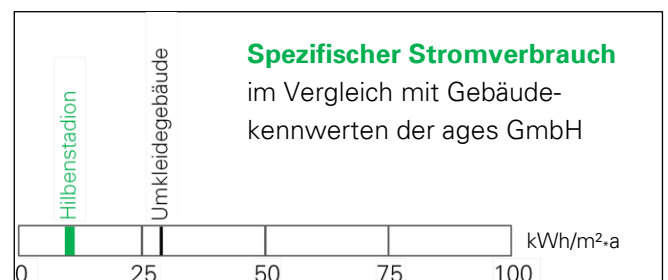 Spezifischer Stromverbrauch
im Vergleich mit Gebäude-
kennwerten der ages GmbH
Hilbenstadion
Umkleidegebäude
kWh/m²*a
0 25 50 75 100